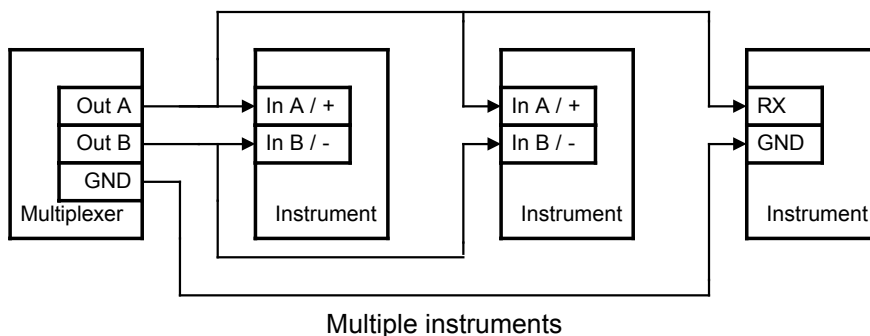 Out A
Out B
GND
Multiplexer
In A / +
In B / -
Instrument
In A / +
In B / -
Instrument
RX
GND
Instrument
Multiple instruments